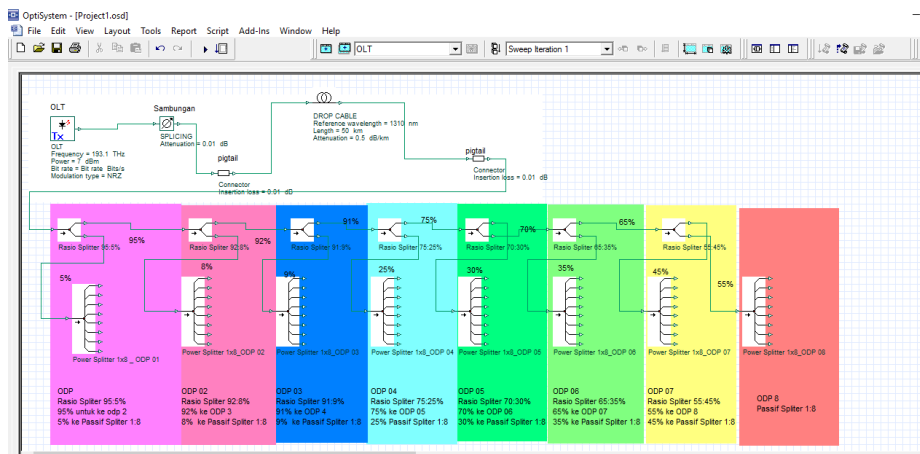 OptiSystem - [Project1.osd]
File Edit View Layout Tools Report Script Add-Ins Window Help
OLT
Sweep Iteration 1
OLT
Tx
OLT
Frequency = 193.1 THz
Power = 7 dBm
Bit rate = Bit rate Bits/s
Modulation type = NRZ
Sambungan
SPLICING
Attenuation = 0.01 dB
pigtail
Connector
Insertion loss = 0.01 dB
DROP CABLE
Reference wavelength = 1310 nm
Length = 50 km
Attenuation = 0.5 dB/km
pigtail
Connector
Insertion loss = 0.01 dB
Rasio Splitter 95:5%
95%
5%
Power Splitter 1x8 _ ODP 01
Rasio Splitter 92:8%
92%
8%
Power Splitter 1x8_ODP 02
Rasio Splitter 91:9%
91%
9%
Power Splitter 1x8_ODP 03
Rasio Splitter 75:25%
75%
25%
Power Splitter 1x8_ODP 04
Rasio Splitter 70:30%
70%
30%
Power Splitter 1x8_ODP 05
Rasio Splitter 65:35%
65%
35%
Power Splitter 1x8_ODP 06
Rasio Splitter 55:45%
45%
55%
Power Splitter 1x8_ODP 07
Power Splitter 1x8_ODP 08
ODP
Rasio Spliter 95:5%
95% untuk ke odp 2
5% ke Passif Spliter 1:8
ODP 02
Rasio Spliter 92:8%
92% ke ODP 3
8% ke Passif Spliter 1:8
ODP 03
Rasio Spliter 91:9%
91% ke ODP 4
9% ke Passif Spliter 1:8
ODP 04
Rasio Spliter 75:25%
75% ke ODP 05
25% Passif Spliter 1:8
ODP 05
Rasio Spliter 70:30%
70% ke ODP 06
30% ke Passif Spliter 1:8
ODP 06
Rasio Spliter 65:35%
65% ke ODP 07
35% ke Passif Spliter 1:8
ODP 07
Rasio Spliter 55:45%
55% ke ODP 8
45% ke Passif Spliter 1:8
ODP 8
Passif Spliter 1:8